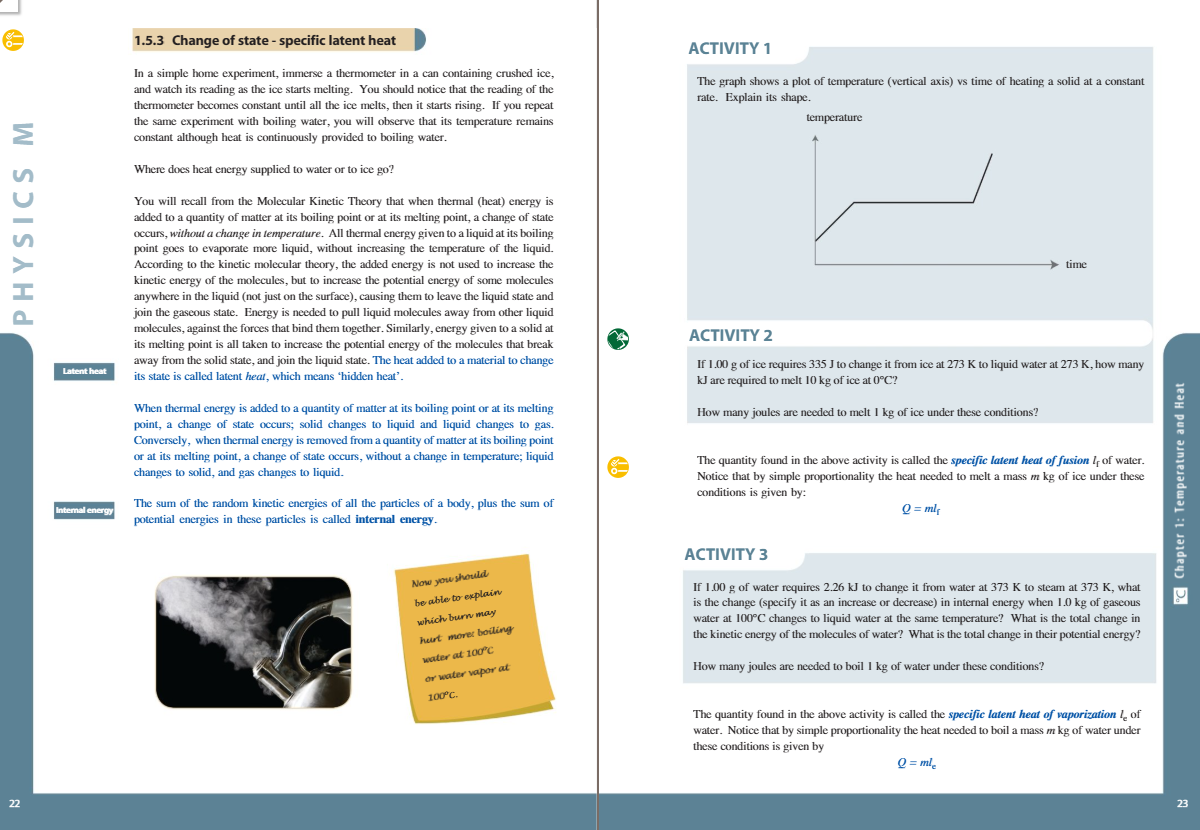 1.5.3 Change of state - specific latent heat
In a simple home experiment, immerse a thermometer in a can containing crushed ice,
and watch its reading as the ice starts melting. You should notice that the reading of the
thermometer becomes constant until all the ice melts, then it starts rising. If you repeat
the same experiment with boiling water, you will observe that its temperature remains
constant although heat is continuously provided to boiling water.
Where does heat energy supplied to water or to ice go?
You will recall from the Molecular Kinetic Theory that when thermal (heat) energy is
added to a quantity of matter at its boiling point or at its melting point, a change of state
occurs, without a change in temperature. All thermal energy given to a liquid at its boiling
point goes to evaporate more liquid, without increasing the temperature of the liquid.
According to the kinetic molecular theory, the added energy is not used to increase the
kinetic energy of the molecules, but to increase the potential energy of some molecules
anywhere in the liquid (not just on the surface), causing them to leave the liquid state and
join the gaseous state. Energy is needed to pull liquid molecules away from other liquid
molecules, against the forces that bind them together. Similarly, energy given to a solid at
its melting point is all taken to increase the potential energy of the molecules that break
away from the solid state, and join the liquid state. The heat added to a material to change
its state is called latent heat, which means ‘hidden heat’.
Latent heat
When thermal energy is added to a quantity of matter at its boiling point or at its melting
point, a change of state occurs; solid changes to liquid and liquid changes to gas.
Conversely, when thermal energy is removed from a quantity of matter at its boiling point
or at its melting point, a change of state occurs, without a change in temperature; liquid
changes to solid, and gas changes to liquid.
The sum of the random kinetic energies of all the particles of a body, plus the sum of
potential energies in these particles is called internal energy.
Internal energy
Now you should
be able to explain
which burn may
hurt more: boiling
water at 100°C
or water vapor at
100°C.
PHYSICS M
22
ACTIVITY 1
The graph shows a plot of temperature (vertical axis) vs time of heating a solid at a constant
rate. Explain its shape.
temperature
time
ACTIVITY 2
If 1.00 g of ice requires 335 J to change it from ice at 273 K to liquid water at 273 K, how many
kJ are required to melt 10 kg of ice at 0°C?
How many joules are needed to melt 1 kg of ice under these conditions?
The quantity found in the above activity is called the specific latent heat of fusion lf of water.
Notice that by simple proportionality the heat needed to melt a mass m kg of ice under these
conditions is given by:
Q = mlf
ACTIVITY 3
If 1.00 g of water requires 2.26 kJ to change it from water at 373 K to steam at 373 K, what
is the change (specify it as an increase or decrease) in internal energy when 1.0 kg of gaseous
water at 100°C changes to liquid water at the same temperature? What is the total change in
the kinetic energy of the molecules of water? What is the total change in their potential energy?
How many joules are needed to boil 1 kg of water under these conditions?
The quantity found in the above activity is called the specific latent heat of vaporization le of
water. Notice that by simple proportionality the heat needed to boil a mass m kg of water under
these conditions is given by
Q = mle
°C Chapter 1: Temperature and Heat
23